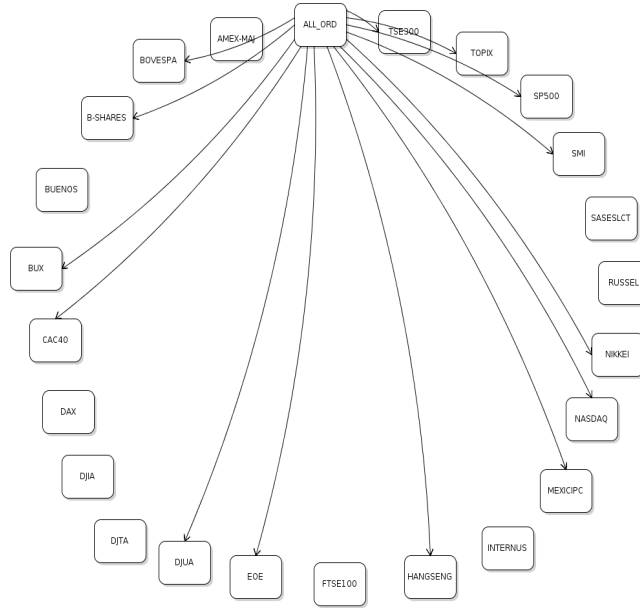 ALL_ORD
AMEX-MAJ
TSE300
BOVESPA
TOPIX
SP500
B-SHARES
SMI
BUENOS
SASESLCT
BUX
RUSSEL
CAC40
NIKKEI
DAX
NASDAQ
DJIA
MEXICIPC
DJTA
INTERNUS
DJUA
EOE
FTSE100
HANGSENG